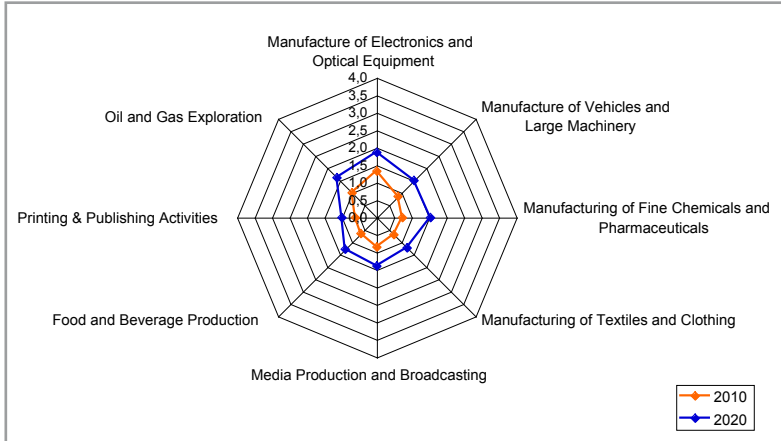 Manufacture of Electronics and
Optical Equipment
4,0
3,5
3,0
2,5
2,0
1,5
1,0
0,5
0,0
Manufacture of Vehicles and
Large Machinery
Manufacturing of Fine Chemicals and
Pharmaceuticals
Manufacturing of Textiles and Clothing
Media Production and Broadcasting
Food and Beverage Production
Printing & Publishing Activities
Oil and Gas Exploration
2010
2020